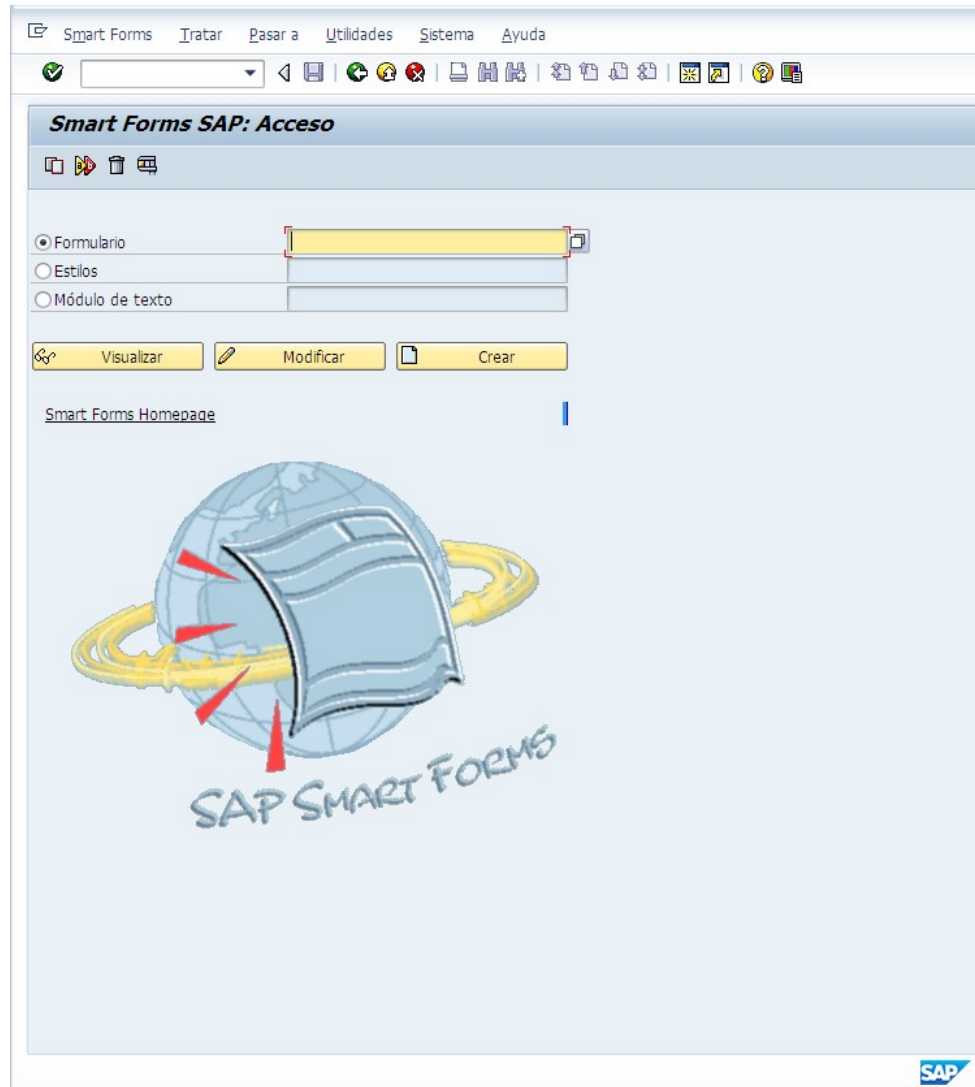 Smart Forms Tratar Pasar a Utilidades Sistema Ayuda
Smart Forms SAP: Acceso
Formulario
Estilos
Módulo de texto
Visualizar Modificar Crear
Smart Forms Homepage
SAP SMART FORMS
SAP